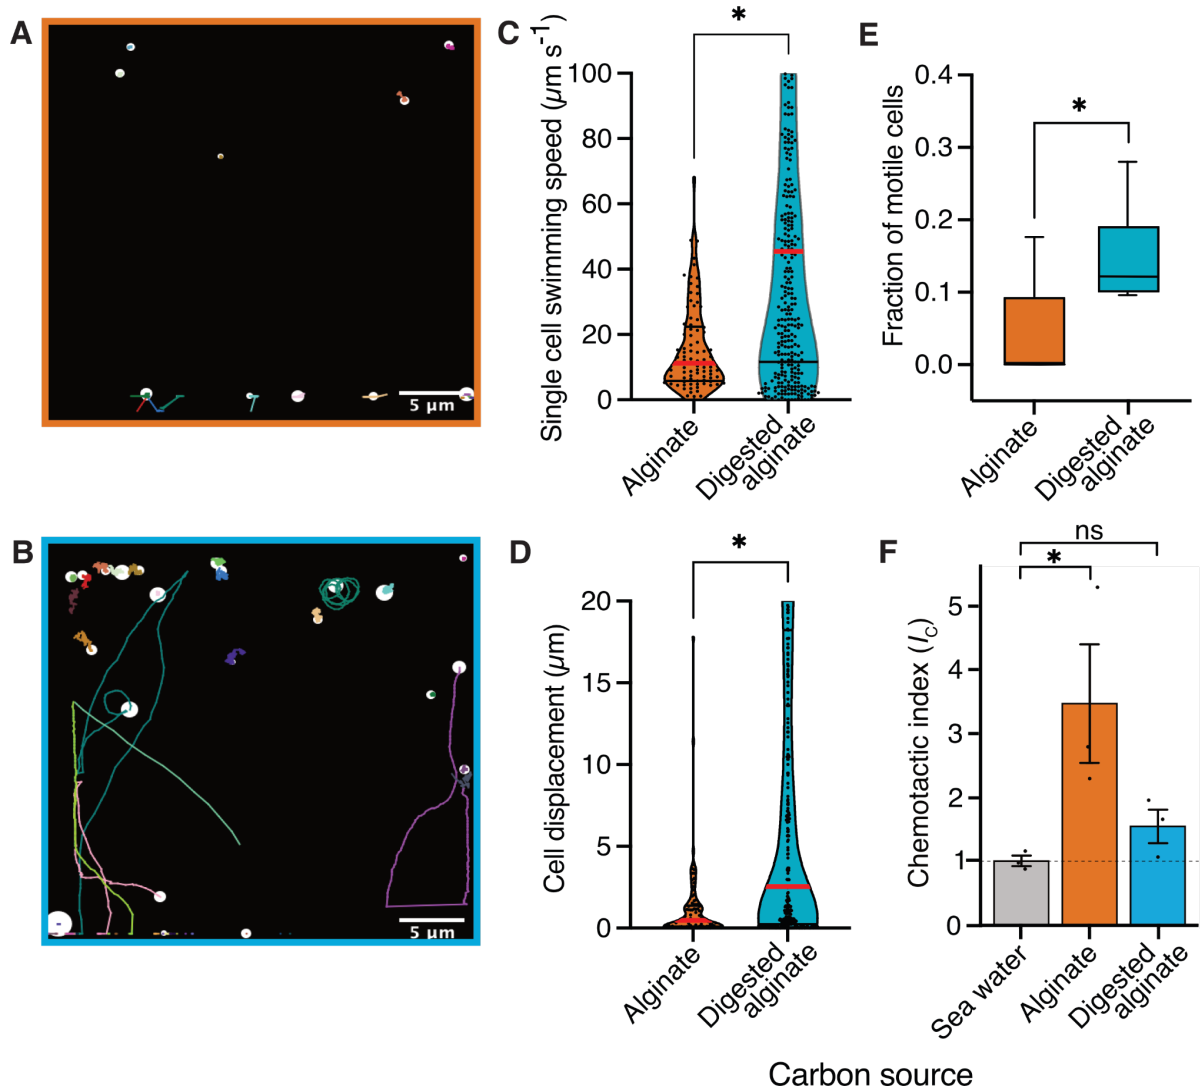 A
5 µm
B
5 µm
C
Single cell swimming speed (µm s⁻¹)
100
80
60
40
20
0
*
Alginate
Digested
alginate
D
Cell displacement (µm)
20
15
10
5
0
*
Alginate
Digested
alginate
E
Fraction of motile cells
0.4
0.3
0.2
0.1
0.0
*
Alginate
Digested
alginate
F
Chemotactic index (I_C)
5
4
3
2
1
0
ns
*
Sea water
Alginate
Digested
alginate
Carbon source